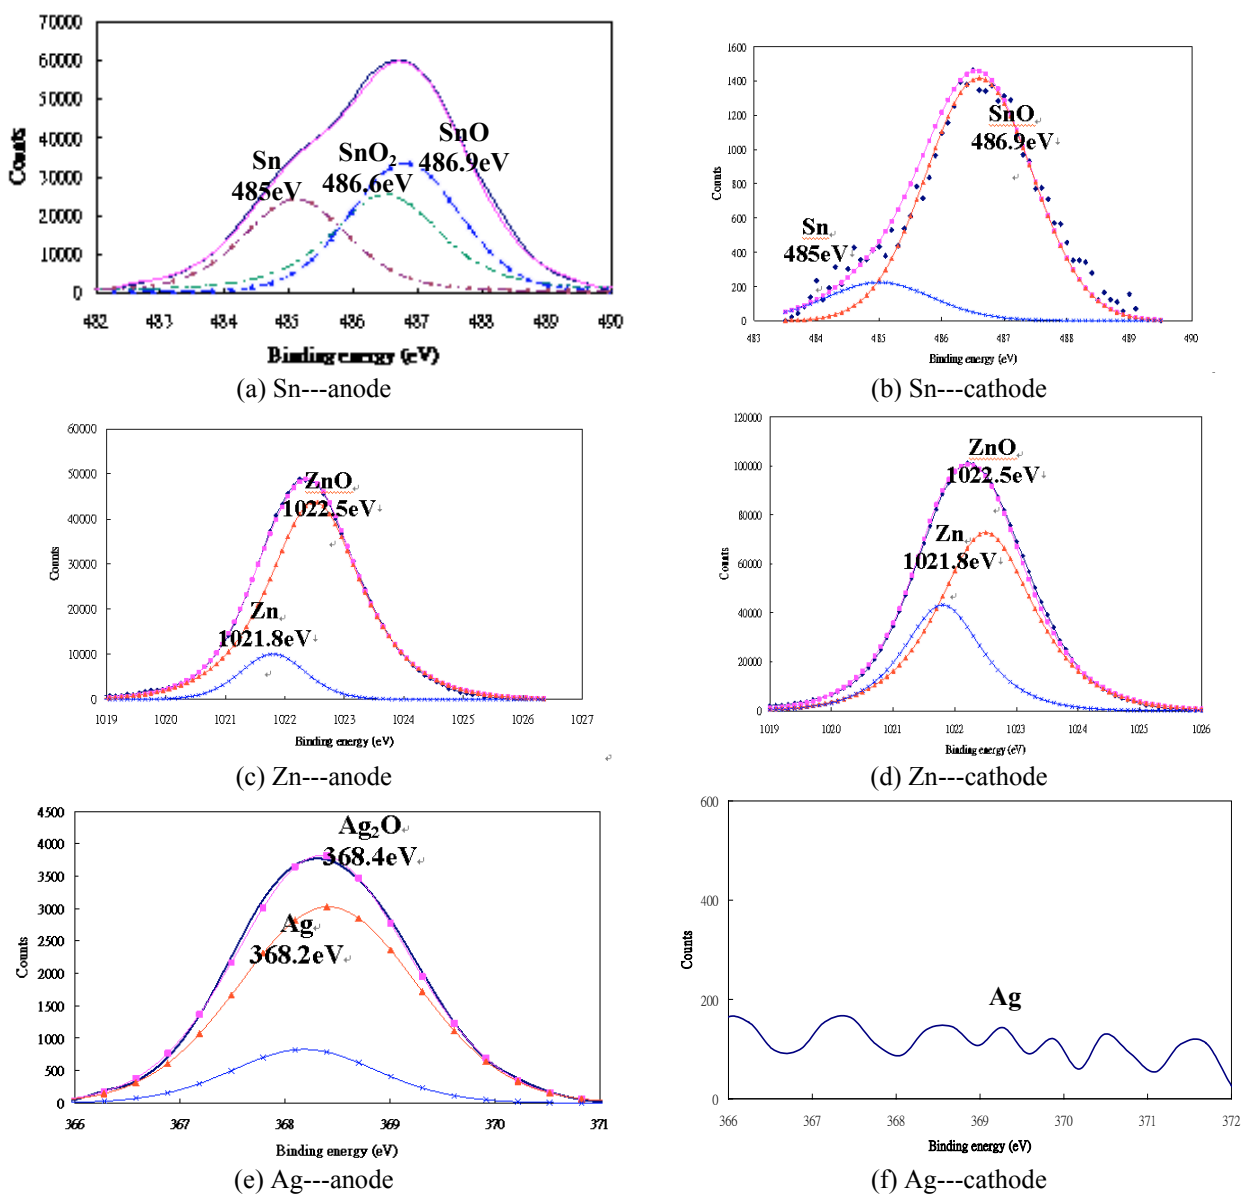 70000
60000
50000
40000
30000
20000
10000
0
Counts
Sn
485eV
SnO₂
486.6eV
SnO
486.9eV
482 483 484 485 486 487 488 489 490
Binding energy (eV)
(a) Sn---anode
1600
1400
1200
1000
800
600
400
200
0
Counts
SnO
486.9eV
Sn
485eV
483 484 485 486 487 488 489 490
Binding energy (eV)
(b) Sn---cathode
60000
50000
40000
30000
20000
10000
0
Counts
ZnO
1022.5eV
Zn
1021.8eV
1019 1020 1021 1022 1023 1024 1025 1026 1027
Binding energy (eV)
(c) Zn---anode
120000
100000
80000
60000
40000
20000
0
Counts
ZnO
1022.5eV
Zn
1021.8eV
1019 1020 1021 1022 1023 1024 1025 1026
Binding energy (eV)
(d) Zn---cathode
4500
4000
3500
3000
2500
2000
1500
1000
500
0
Counts
Ag₂O
368.4eV
Ag
368.2eV
366 367 368 369 370 371
Binding energy (eV)
(e) Ag---anode
600
400
200
0
Counts
Ag
366 367 368 369 370 371 372
Binding energy (eV)
(f) Ag---cathode